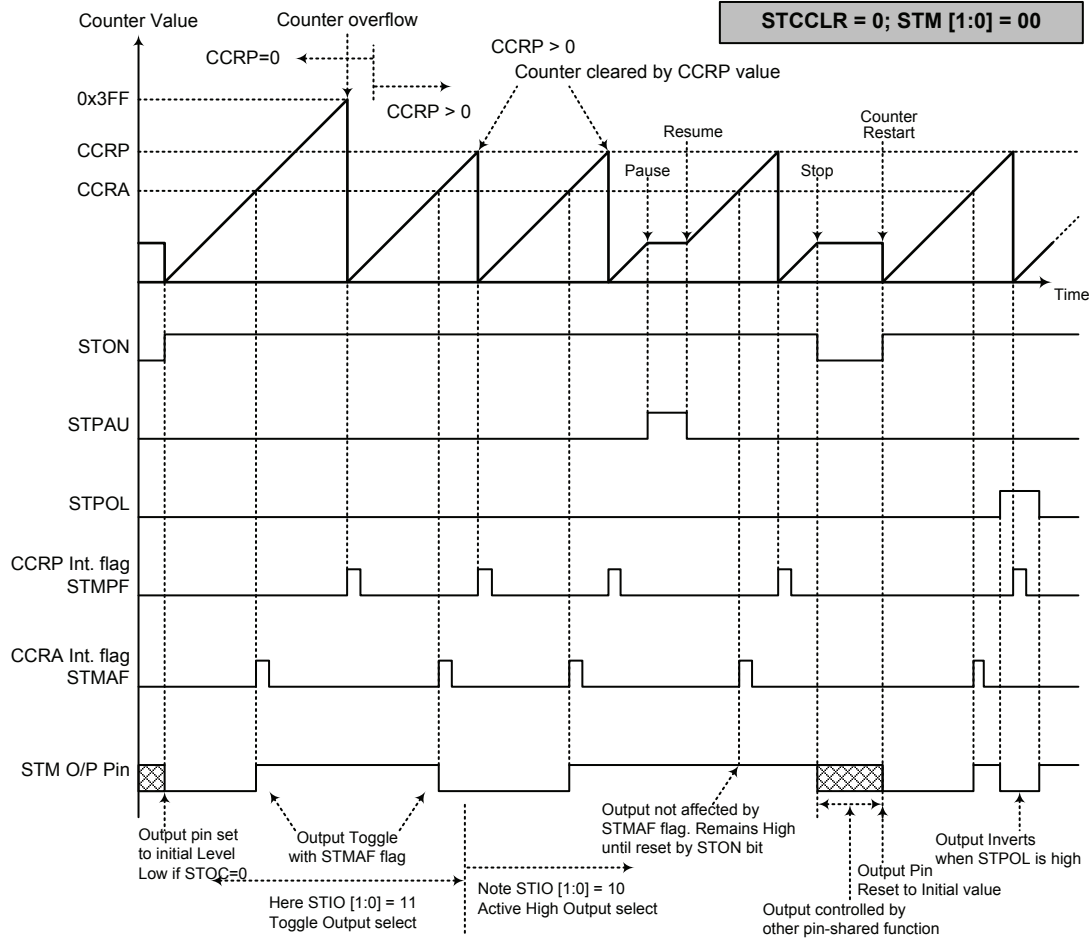 STCCLR = 0; STM [1:0] = 00
Counter Value
Counter overflow
CCRP=0
CCRP > 0
CCRP > 0
Counter cleared by CCRP value
0x3FF
CCRP
CCRA
Pause
Resume
Stop
Counter
Restart
Time
STON
STPAU
STPOL
CCRP Int. flag
STMPF
CCRA Int. flag
STMAF
STM O/P Pin
Output pin set
to initial Level
Low if STOC=0
Output Toggle
with STMAF flag
Here STIO [1:0] = 11
Toggle Output select
Note STIO [1:0] = 10
Active High Output select
Output not affected by
STMAF flag. Remains High
until reset by STON bit
Output controlled by
other pin-shared function
Output Pin
Reset to Initial value
Output Inverts
when STPOL is high